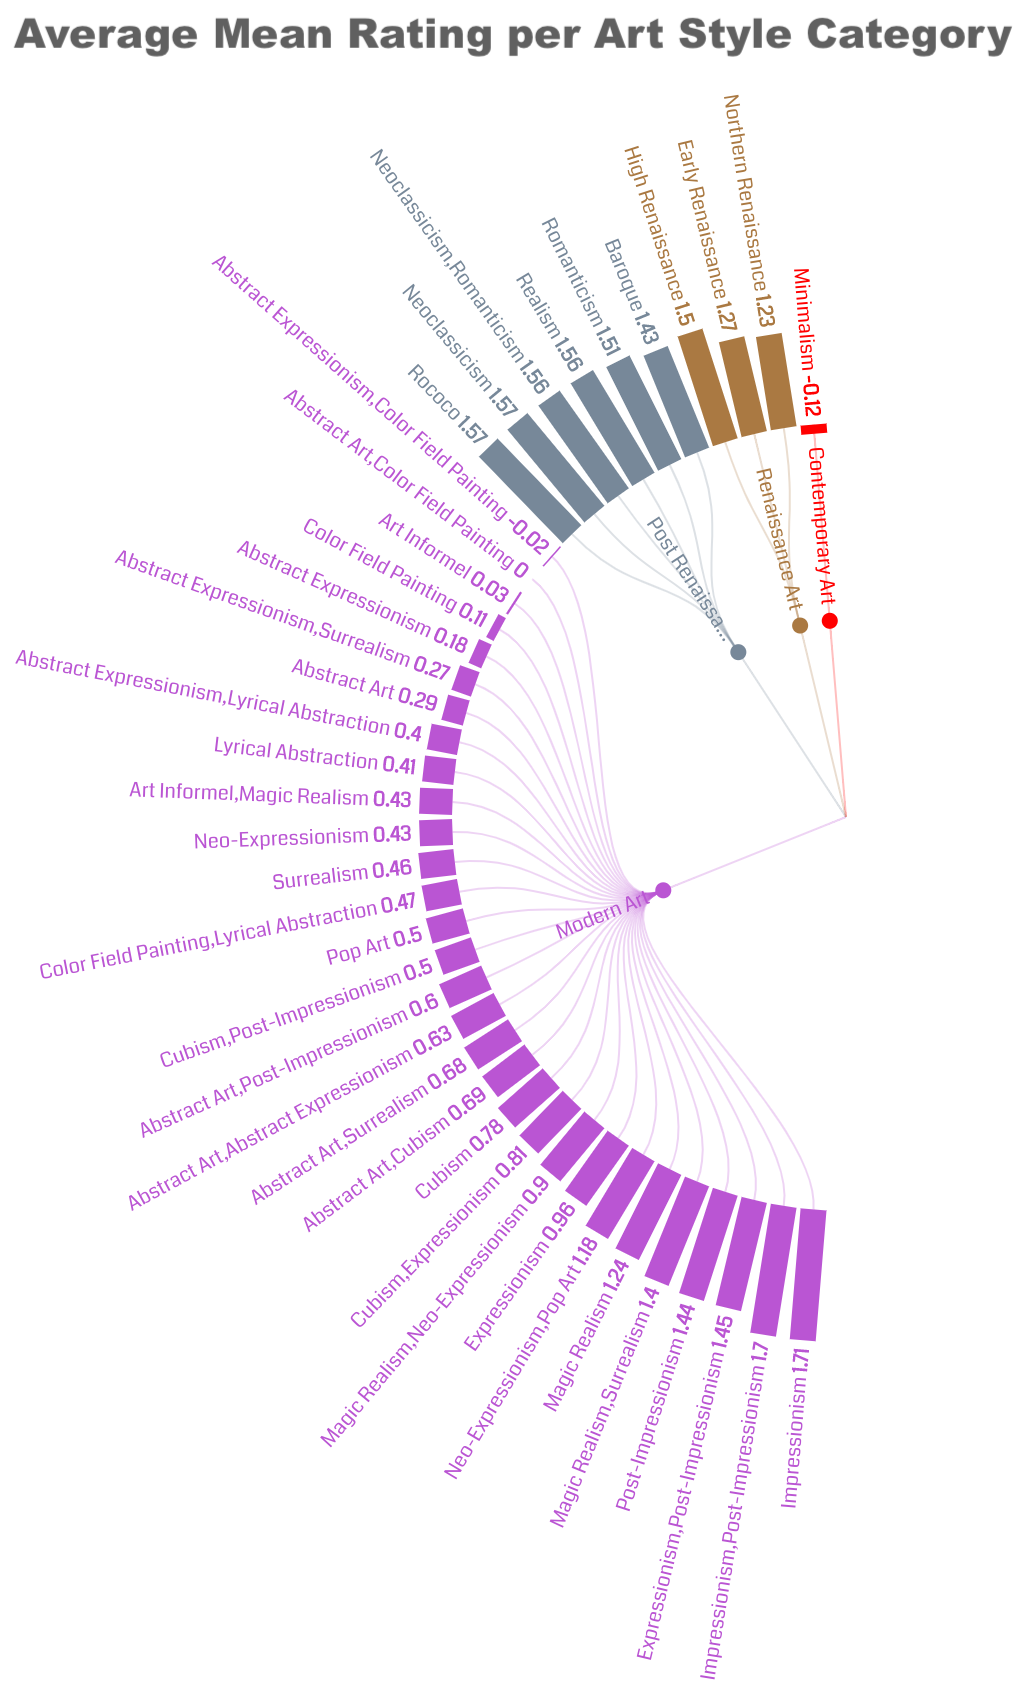 Average Mean Rating per Art Style Category
Minimalism -0.12
Contemporary Art
Northern Renaissance 1.23
Early Renaissance 1.27
High Renaissance 1.5
Renaissance Art
Baroque 1.43
Romanticism 1.51
Realism 1.56
Neoclassicism,Romanticism 1.56
Neoclassicism 1.57
Rococo 1.57
Post Renaissa...
Abstract Expressionism,Color Field Painting -0.02
Abstract Art,Color Field Painting 0
Art Informel 0.03
Color Field Painting 0.11
Abstract Expressionism 0.18
Abstract Expressionism,Surrealism 0.27
Abstract Art 0.29
Abstract Expressionism,Lyrical Abstraction 0.4
Lyrical Abstraction 0.41
Art Informel,Magic Realism 0.43
Neo-Expressionism 0.43
Surrealism 0.46
Color Field Painting,Lyrical Abstraction 0.47
Pop Art 0.5
Cubism,Post-Impressionism 0.5
Abstract Art,Post-Impressionism 0.6
Abstract Art,Abstract Expressionism 0.63
Abstract Art,Surrealism 0.68
Abstract Art,Cubism 0.69
Cubism 0.78
Cubism,Expressionism 0.81
Magic Realism,Neo-Expressionism 0.9
Expressionism 0.96
Neo-Expressionism,Pop Art 1.18
Magic Realism 1.24
Magic Realism,Surrealism 1.4
Post-Impressionism 1.44
Expressionism,Post-Impressionism 1.45
Impressionism,Post-Impressionism 1.7
Impressionism 1.71
Modern Art